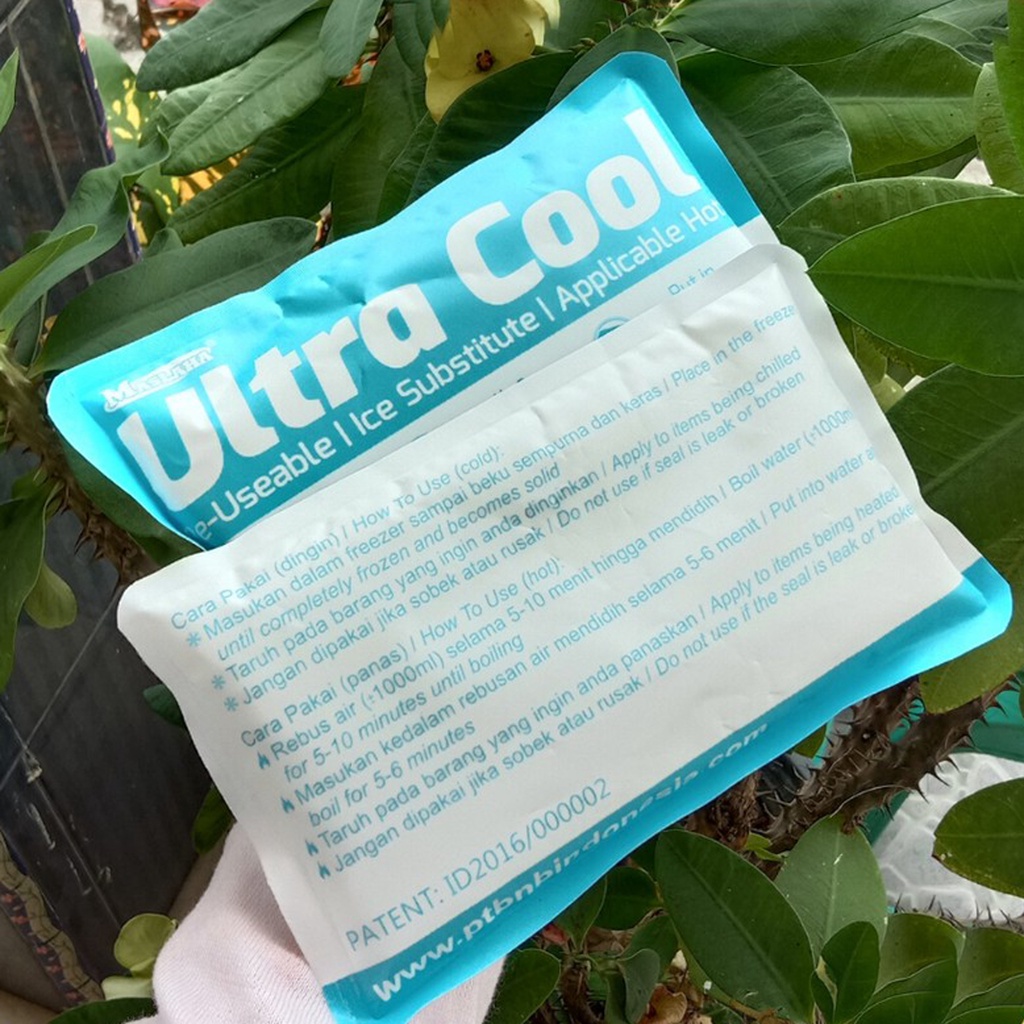 MASLAHA®
Ultra Cool
Re-Useable | Ice Substitute | Applicable Hot
Put in
Cara Pakai (dingin) / How To Use (cold):
* Masukan dalam freezer sampai beku sempurna dan keras / Place in the freezer
until completely frozen and becomes solid
* Taruh pada barang yang ingin anda dinginkan / Apply to items being chilled
* Jangan dipakai jika sobek atau rusak / Do not use if seal is leak or broken
Cara Pakai (panas) / How To Use (hot):
Rebus air (±1000ml) selama 5-10 menit hingga mendidih / Boil water (±1000m
for 5-10 minutes until boiling
Masukan kedalam rebusan air mendidih selama 5-6 menit / Put into water a
boil for 5-6 minutes
Taruh pada barang yang ingin anda panaskan / Apply to items being heated
Jangan dipakai jika sobek atau rusak / Do not use if the seal is leak or broke
PATENT: ID2016/000002
www.ptbnbindonesia.com